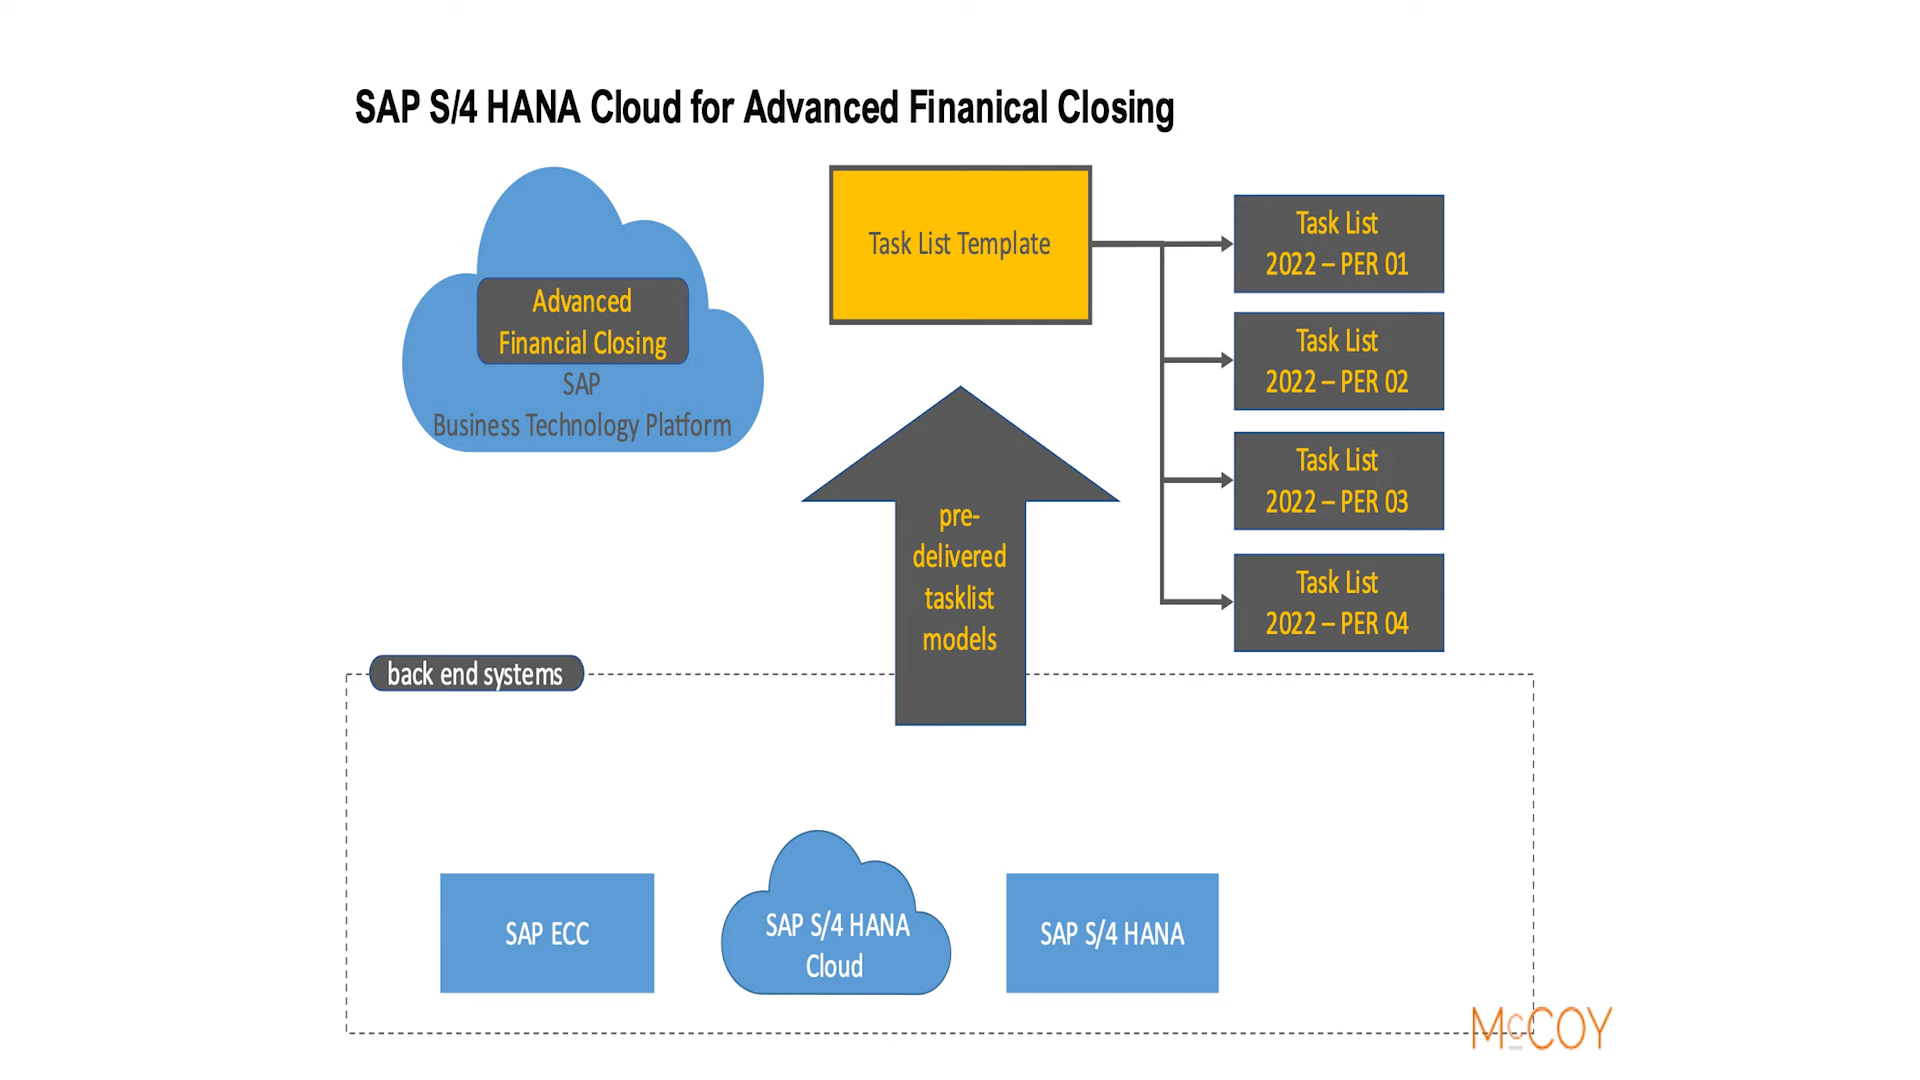 SAP S/4 HANA Cloud for Advanced Finanical Closing
Advanced
Financial Closing
SAP
Business Technology Platform
Task List Template
Task List
2022 – PER 01
Task List
2022 – PER 02
Task List
2022 – PER 03
Task List
2022 – PER 04
pre-
delivered
tasklist
models
back end systems
SAP ECC
SAP S/4 HANA
Cloud
SAP S/4 HANA
McCOY